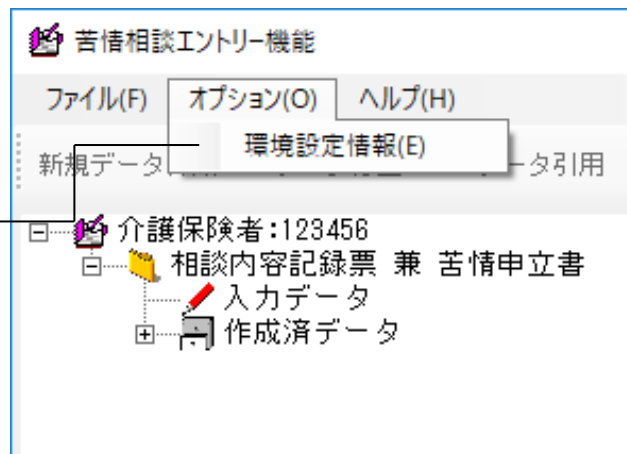 苦情相談エントリー機能
ファイル(F) オプション(O) ヘルプ(H)
環境設定情報(E)
新規データ ータ引用
介護保険者:123456
相談内容記録票 兼 苦情申立書
入力データ
作成済データ